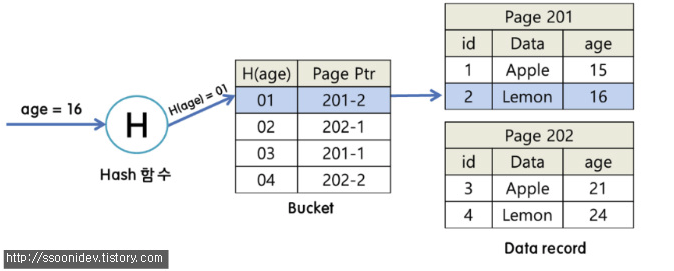 age = 16
H
Hash 함수
H(age) = 01
H(age) Page Ptr
01 201-2
02 202-1
03 201-1
04 202-2
Bucket
Page 201
id Data age
1 Apple 15
2 Lemon 16
Page 202
id Data age
3 Apple 21
4 Lemon 24
Data record
http://ssoonidev.tistory.com